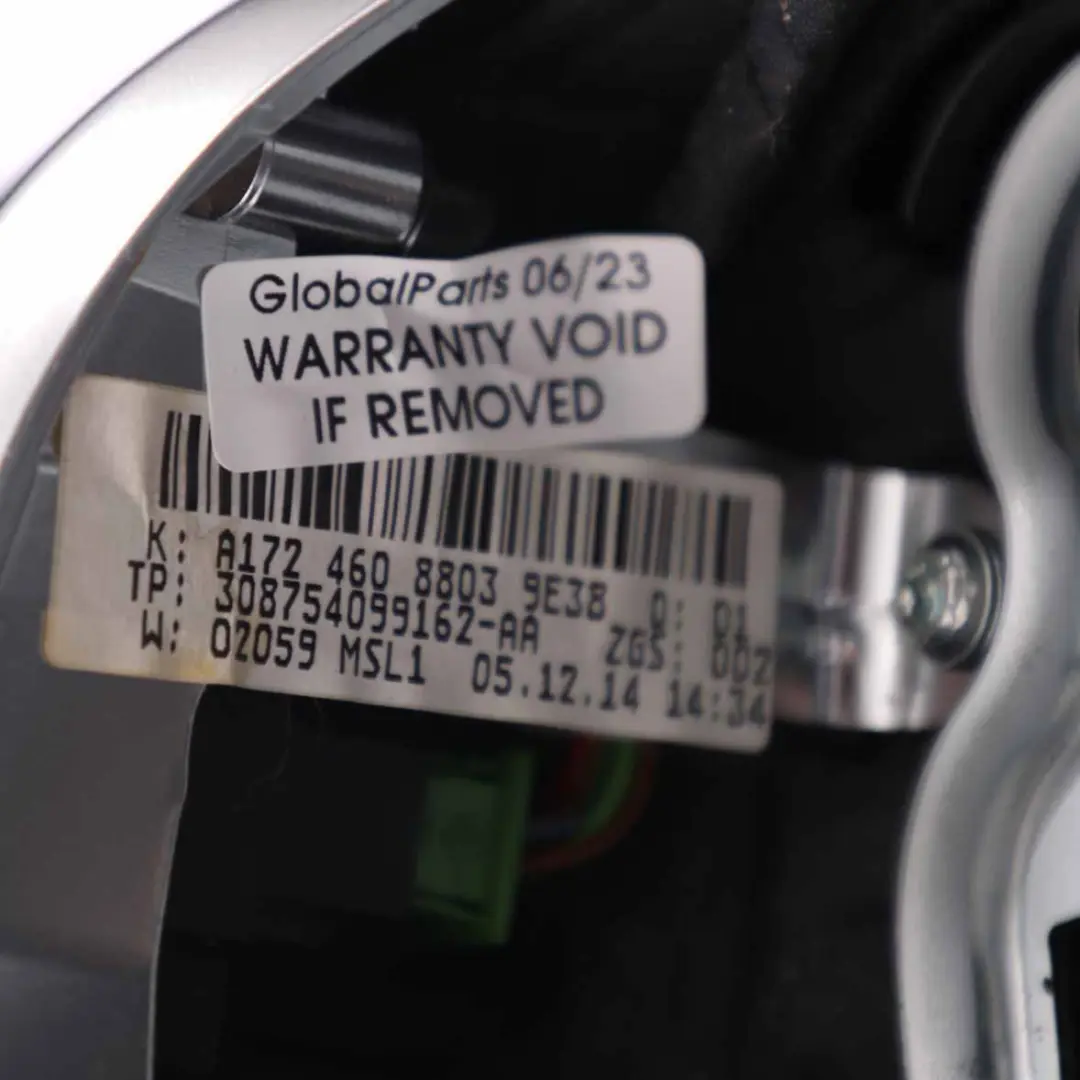 GlobalParts 06/23
WARRANTY VOID
IF REMOVED
K: A172 460 8803 9E38 Q: 01
TP: 308754099162-AA ZGS: 002
W: 02059 MSL1 05.12.14 14:34